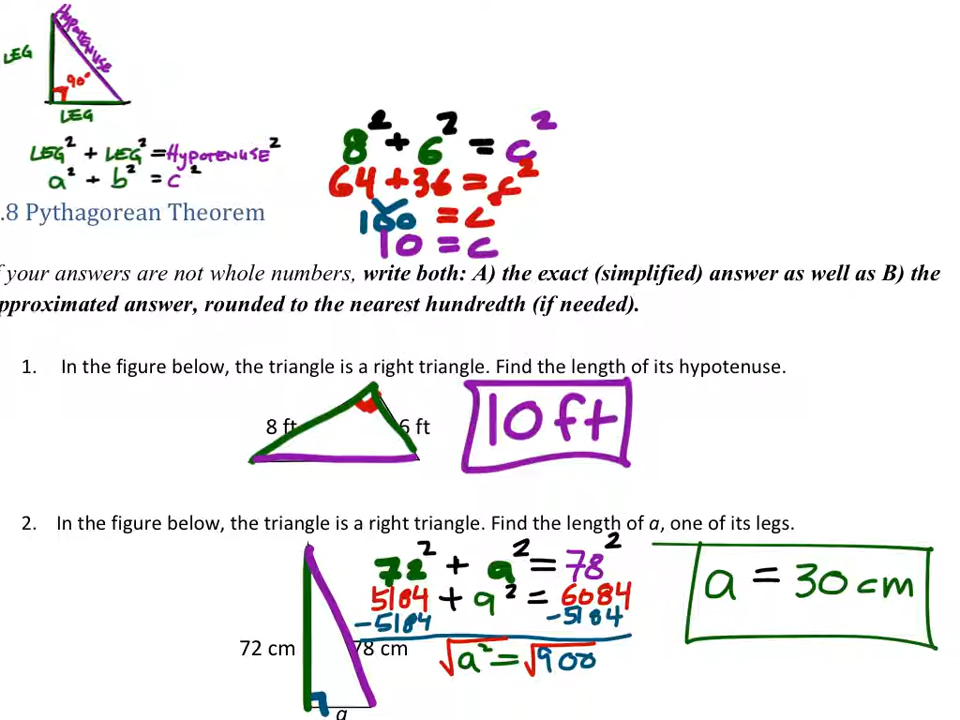 HYPOTENUSE
LEG
90°
LEG
LEG² + LEG² = HYPOTENUSE²
a² + b² = c²
8² + 6² = c²
64 + 36 = c²
100 = c²
10 = c
.8 Pythagorean Theorem
your answers are not whole numbers, write both: A) the exact (simplified) answer as well as B) the
pproximated answer, rounded to the nearest hundredth (if needed).
1. In the figure below, the triangle is a right triangle. Find the length of its hypotenuse.
8 ft
6 ft
10 ft
2. In the figure below, the triangle is a right triangle. Find the length of a, one of its legs.
72² + a² = 78²
5184 + a² = 6084
-5184 -5184
√a² = √900
72 cm
78 cm
a
a = 30 cm